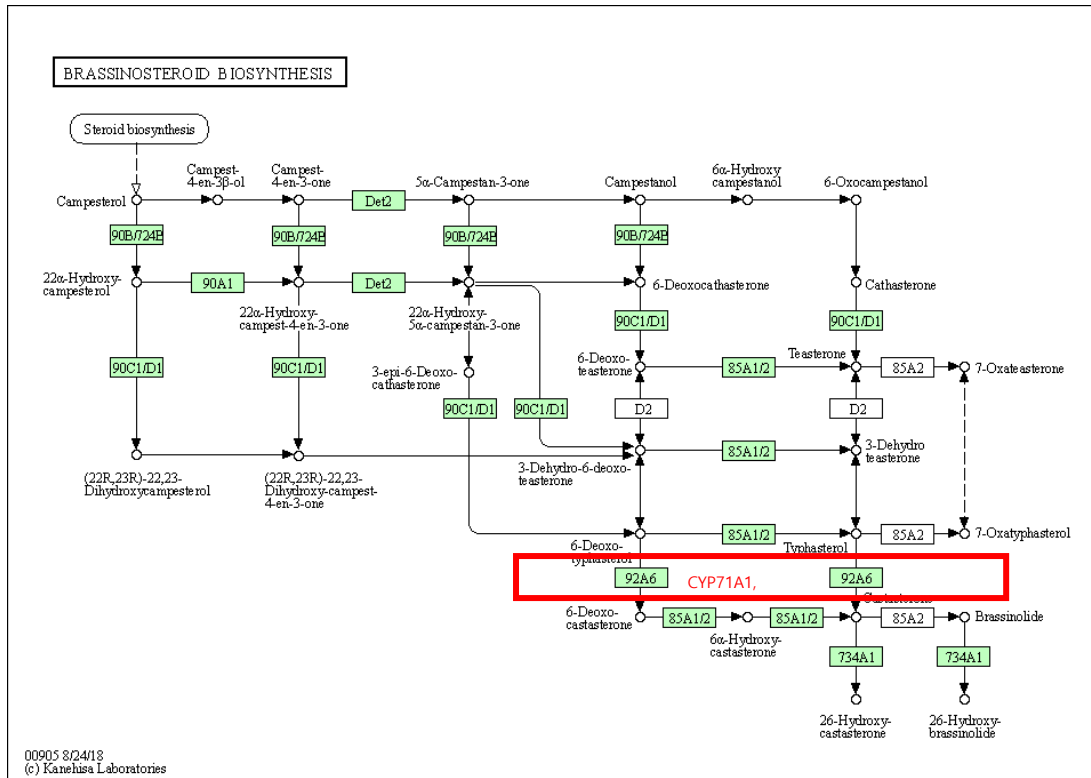 BRASSINOSTEROID BIOSYNTHESIS
Steroid biosynthesis
Campest-
4-en-3β-ol
Campest-
4-en-3-one
5α-Campestan-3-one
Campestanol
6α-Hydroxy
campestanol
6-Oxocampestanol
Campesterol
Det2
90B/724B
90B/724B
90B/724B
90B/724B
22α-Hydroxy-
campesterol
90A1
Det2
6-Deoxocathasterone
Cathasterone
22α-Hydroxy-
campest-4-en-3-one
22α-Hydroxy-
5α-campestan-3-one
90C1/D1
90C1/D1
6-Deoxo-
teasterone
Teasterone
90C1/D1
90C1/D1
3-epi-6-Deoxo-
cathasterone
85A1/2
85A2
7-Oxateasterone
90C1/D1
90C1/D1
D2
D2
3-Dehydro
teasterone
85A1/2
(22R,23R)-22,23-
Dihydroxycampesterol
(22R,23R)-22,23-
Dihydroxy-campest-
4-en-3-one
3-Dehydro-6-deoxo-
teasterone
85A1/2
85A2
7-Oxatyphasterol
6-Deoxo-
typhasterol
Typhasterol
92A6
CYP71A1,
92A6
6-Deoxo-
castasterone
85A1/2
85A1/2
85A2
Brassinolide
6α-Hydroxy-
castasterone
734A1
734A1
26-Hydroxy-
castasterone
26-Hydroxy-
brassinolide
00905 8/24/18
(c) Kanehisa Laboratories